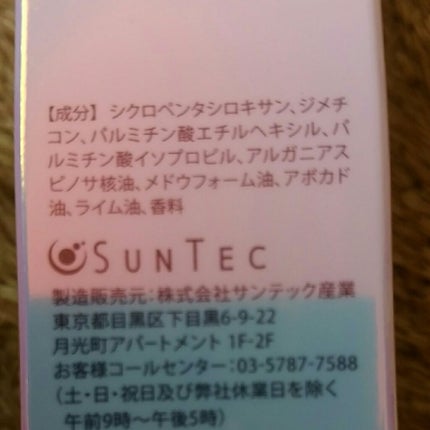 【成分】 シクロペンタシロキサン、ジメチ
コン、パルミチン酸エチルヘキシル、パ
ルミチン酸イソプロピル、アルガニアス
ピノサ核油、メドウフォーム油、アボカド
油、ライム油、香料
SUNTEC
製造販売元：株式会社サンテック産業
東京都目黒区下目黒6-9-22
月光町アパートメント 1F-2F
お客様コールセンター：03-5787-7588
（土・日・祝日及び弊社休業日を除く
午前9時～午後5時）